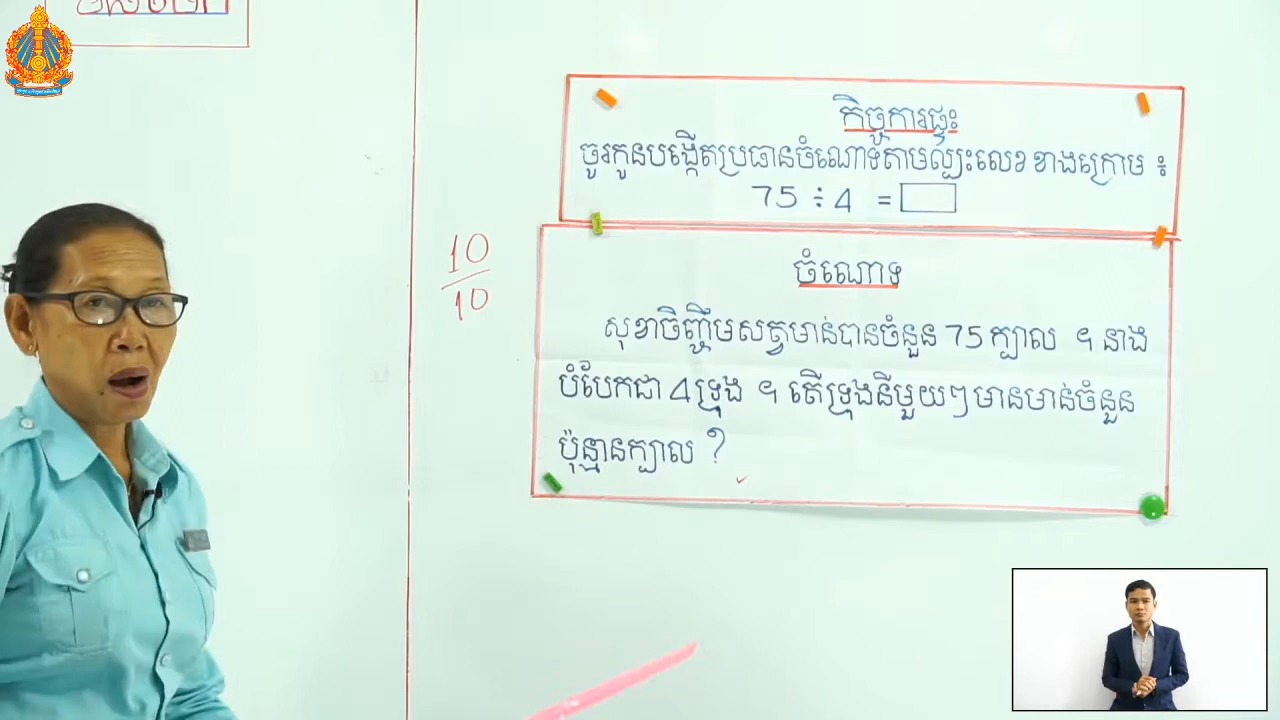 កិច្ចការផ្ទះ
ចូរកូនបង្កើតប្រធានចំណោទតាមល្បះលេខខាងក្រោម ៖
75 ÷ 4 =
10
10
ចំណោទ
សុខាចិញ្ចឹមសត្វមាន់បានចំនួន 75 ក្បាល ។ នាង
បំបែកជា 4 ទ្រុង ។ តើទ្រុងនីមួយៗមានមាន់ចំនួន
ប៉ុន្មានក្បាល ?